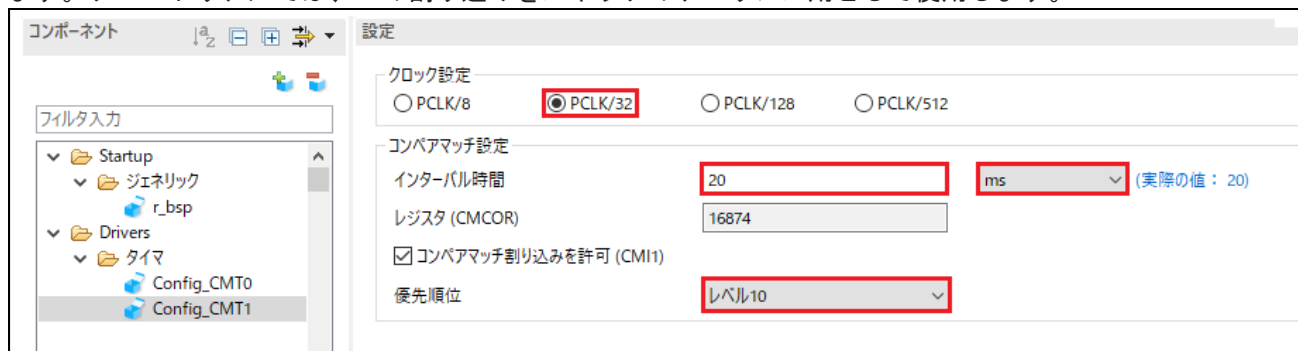 コンポーネント
設定
フィルタ入力
Startup
ジェネリック
r_bsp
Drivers
タイマ
Config_CMT0
Config_CMT1
クロック設定
PCLK/8 PCLK/32 PCLK/128 PCLK/512
コンペアマッチ設定
インターバル時間 20 ms (実際の値： 20)
レジスタ (CMCOR) 16874
コンペアマッチ割り込みを許可 (CMI1)
優先順位 レベル10